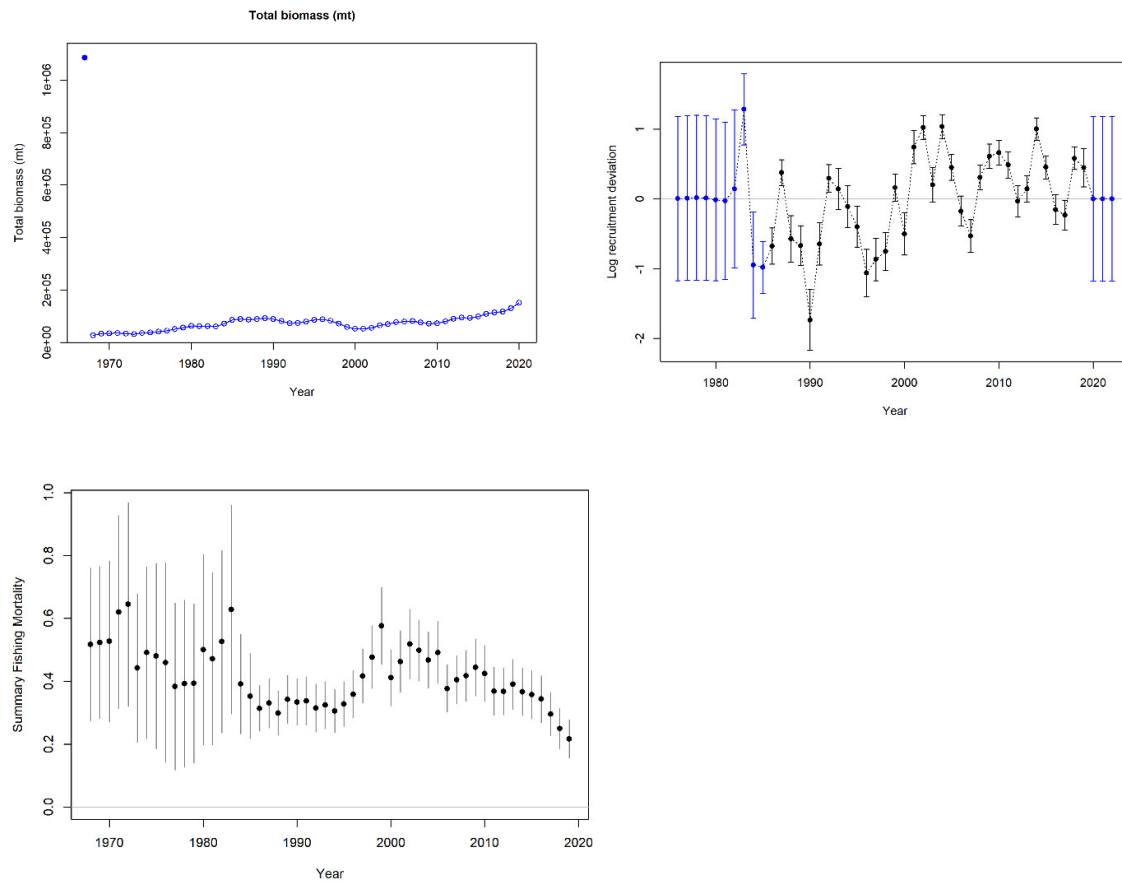 Total biomass (mt)
Total biomass (mt)
1e+06
8e+05
6e+05
4e+05
2e+05
0e+00
1970 1980 1990 2000 2010 2020
Year
Log recruitment deviation
1
0
-1
-2
1980 1990 2000 2010 2020
Year
Summary Fishing Mortality
1.0
0.8
0.6
0.4
0.2
0.0
1970 1980 1990 2000 2010 2020
Year